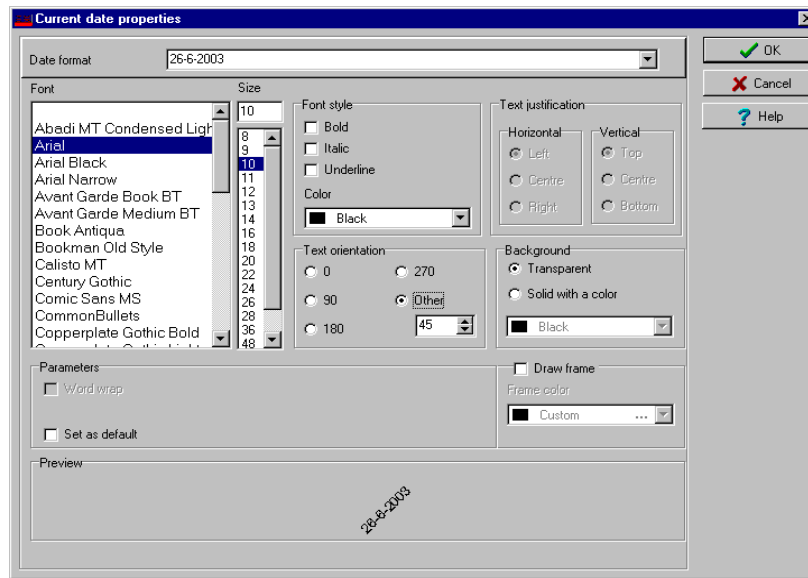 Current date properties
Date format
26-6-2003
OK
Cancel
Help
Font
Abadi MT Condensed Ligh
Arial
Arial Black
Arial Narrow
Avant Garde Book BT
Avant Garde Medium BT
Book Antiqua
Bookman Old Style
Calisto MT
Century Gothic
Comic Sans MS
CommonBullets
Copperplate Gothic Bold
Size
10
8
9
10
11
12
13
14
16
18
20
22
24
26
28
36
48
Font style
Bold
Italic
Underline
Color
Black
Text justification
Horizontal
Left
Centre
Right
Vertical
Top
Centre
Bottom
Text orientation
0
90
180
270
Other
45
Background
Transparent
Solid with a color
Black
Parameters
Word wrap
Set as default
Draw frame
Frame color
Custom ...
Preview
26-6-2003